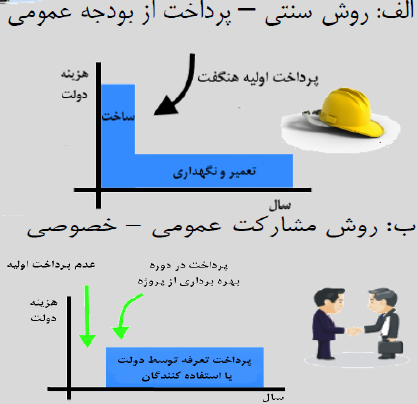 الف: روش سنتی – پرداخت از بودجه عمومی
هزینه
دولت
پرداخت اولیه هنگفت
ساخت
تعمیر و نگهداری
سال
ب: روش مشارکت عمومی – خصوصی
عدم پرداخت اولیه
پرداخت در دوره
بهره برداری از پروژه
هزینه
دولت
پرداخت تعرفه توسط دولت
یا استفاده کنندگان
سال